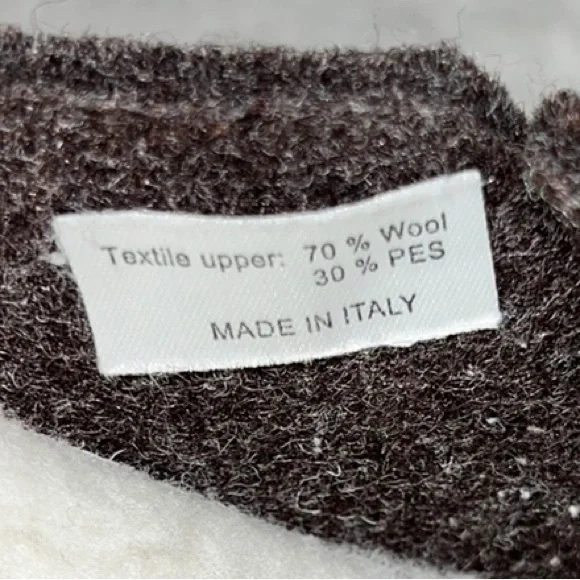 Textile upper: 70 % Wool
30 % PES
MADE IN ITALY